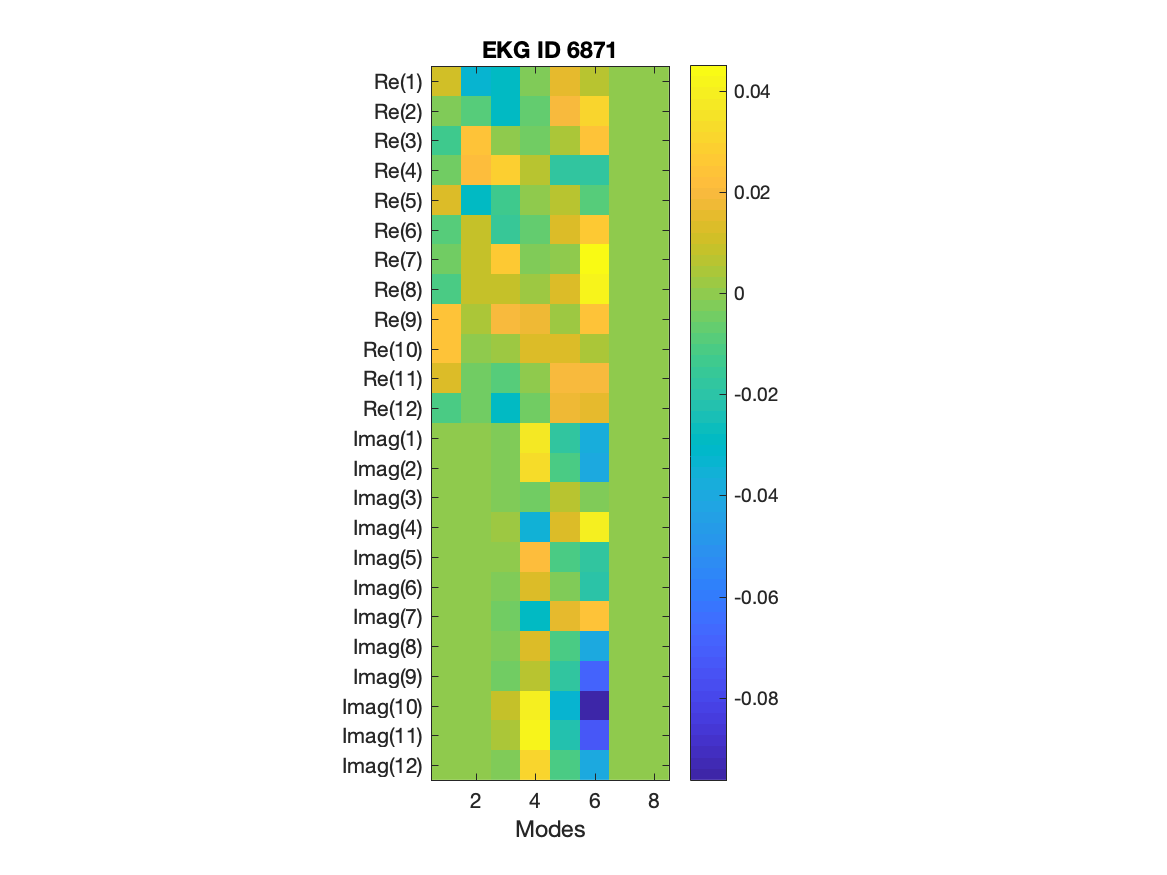 EKG ID 6871
Re(1)
Re(2)
Re(3)
Re(4)
Re(5)
Re(6)
Re(7)
Re(8)
Re(9)
Re(10)
Re(11)
Re(12)
Imag(1)
Imag(2)
Imag(3)
Imag(4)
Imag(5)
Imag(6)
Imag(7)
Imag(8)
Imag(9)
Imag(10)
Imag(11)
Imag(12)
2 4 6 8
Modes
0.04
0.02
0
-0.02
-0.04
-0.06
-0.08